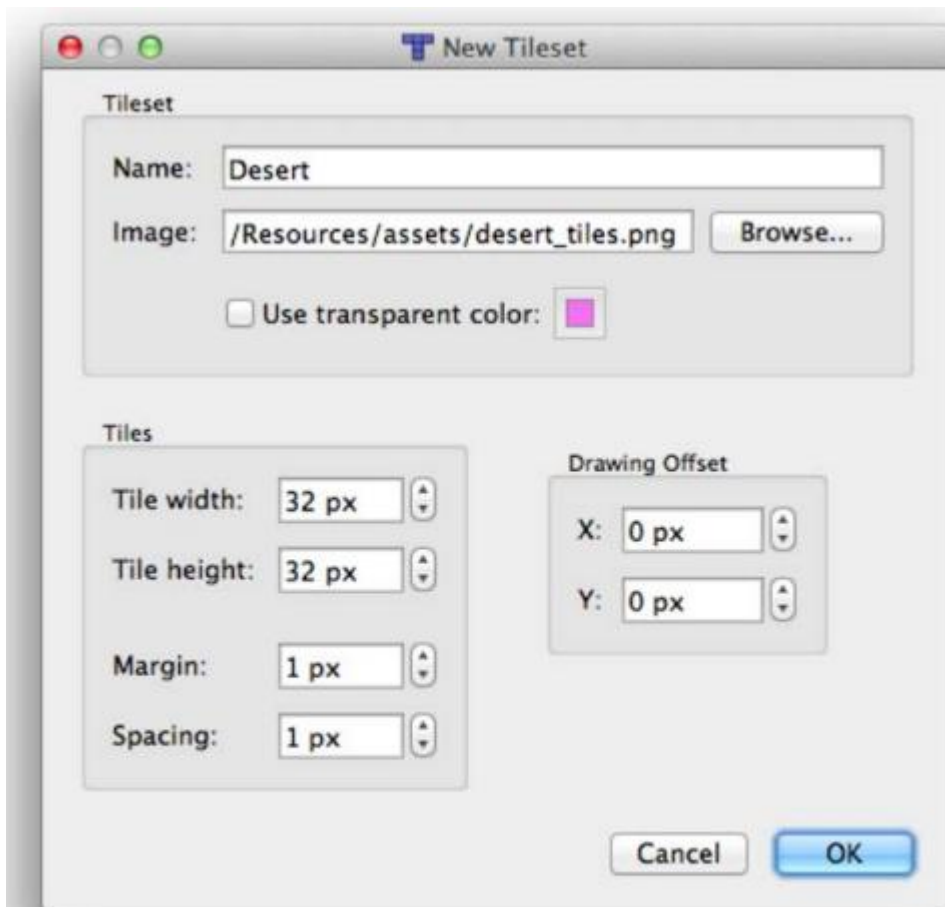 New Tileset
Tileset
Name: Desert
Image: /Resources/assets/desert_tiles.png Browse...
Use transparent color:
Tiles
Tile width: 32 px
Tile height: 32 px
Margin: 1 px
Spacing: 1 px
Drawing Offset
X: 0 px
Y: 0 px
Cancel OK